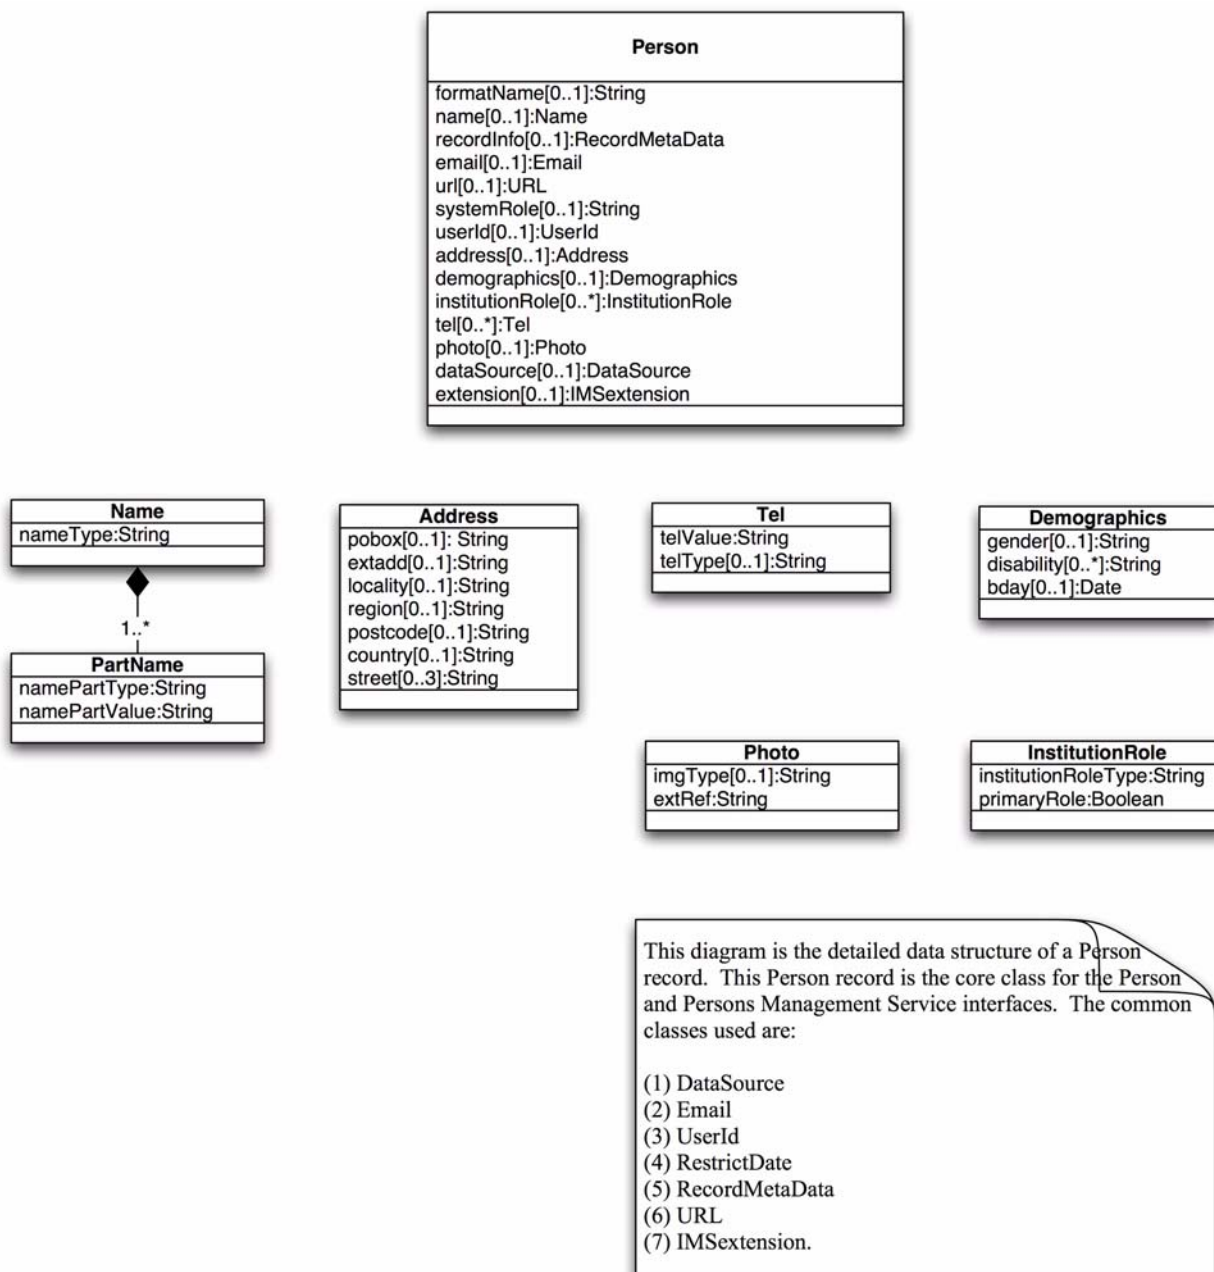 Person
formatName[0..1]:String
name[0..1]:Name
recordInfo[0..1]:RecordMetaData
email[0..1]:Email
url[0..1]:URL
systemRole[0..1]:String
userId[0..1]:UserId
address[0..1]:Address
demographics[0..1]:Demographics
institutionRole[0..*]:InstitutionRole
tel[0..*]:Tel
photo[0..1]:Photo
dataSource[0..1]:DataSource
extension[0..1]:IMSextension
Name
nameType:String
1..*
PartName
namePartType:String
namePartValue:String
Address
pobox[0..1]: String
extadd[0..1]:String
locality[0..1]:String
region[0..1]:String
postcode[0..1]:String
country[0..1]:String
street[0..3]:String
Tel
telValue:String
telType[0..1]:String
Demographics
gender[0..1]:String
disability[0..*]:String
bday[0..1]:Date
Photo
imgType[0..1]:String
extRef:String
InstitutionRole
institutionRoleType:String
primaryRole:Boolean
This diagram is the detailed data structure of a Person
record.  This Person record is the core class for the Person
and Persons Management Service interfaces.  The common
classes used are:
(1) DataSource
(2) Email
(3) UserId
(4) RestrictDate
(5) RecordMetaData
(6) URL
(7) IMSextension.